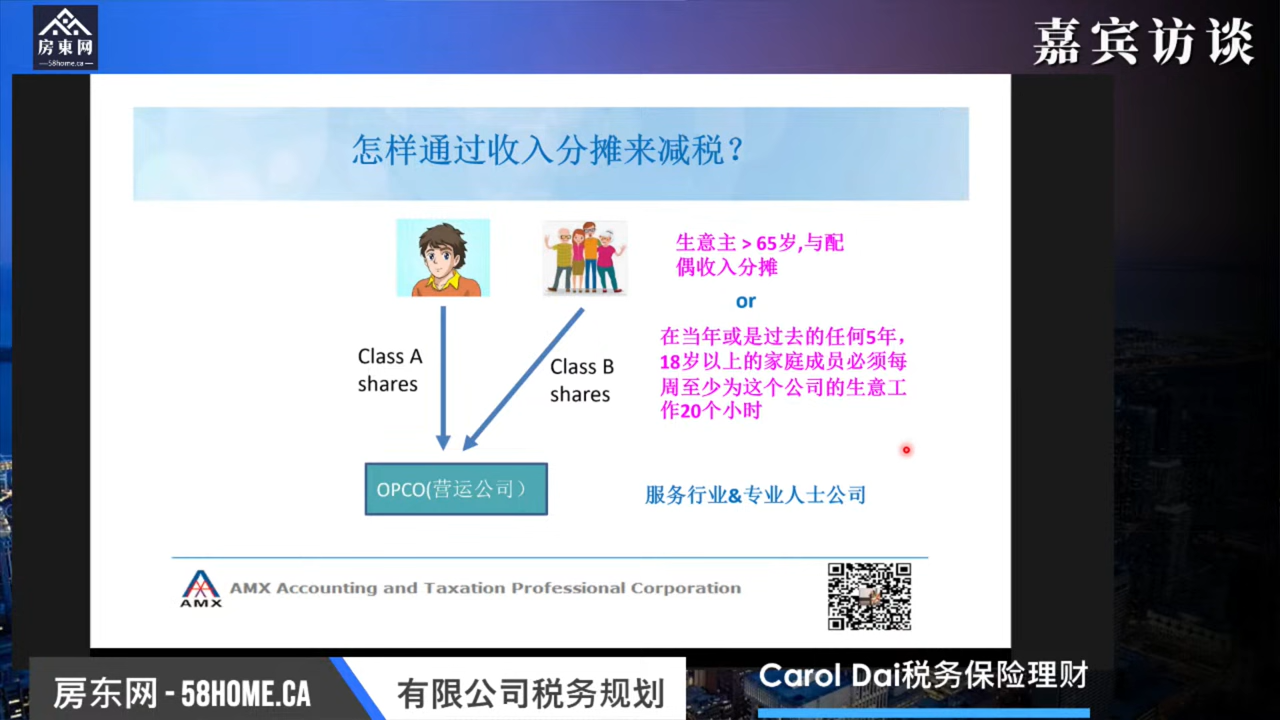 房東网
58home.ca
嘉宾访谈
怎样通过收入分摊来减税？
生意主 > 65岁,与配
偶收入分摊
or
在当年或是过去的任何5年，
18岁以上的家庭成员必须每
周至少为这个公司的生意工
作20个小时
Class A
shares
Class B
shares
OPCO(营运公司）
服务行业&专业人士公司
AMX
AMX Accounting and Taxation Professional Corporation
房东网 - 58HOME.CA
有限公司税务规划
Carol Dai税务保险理财